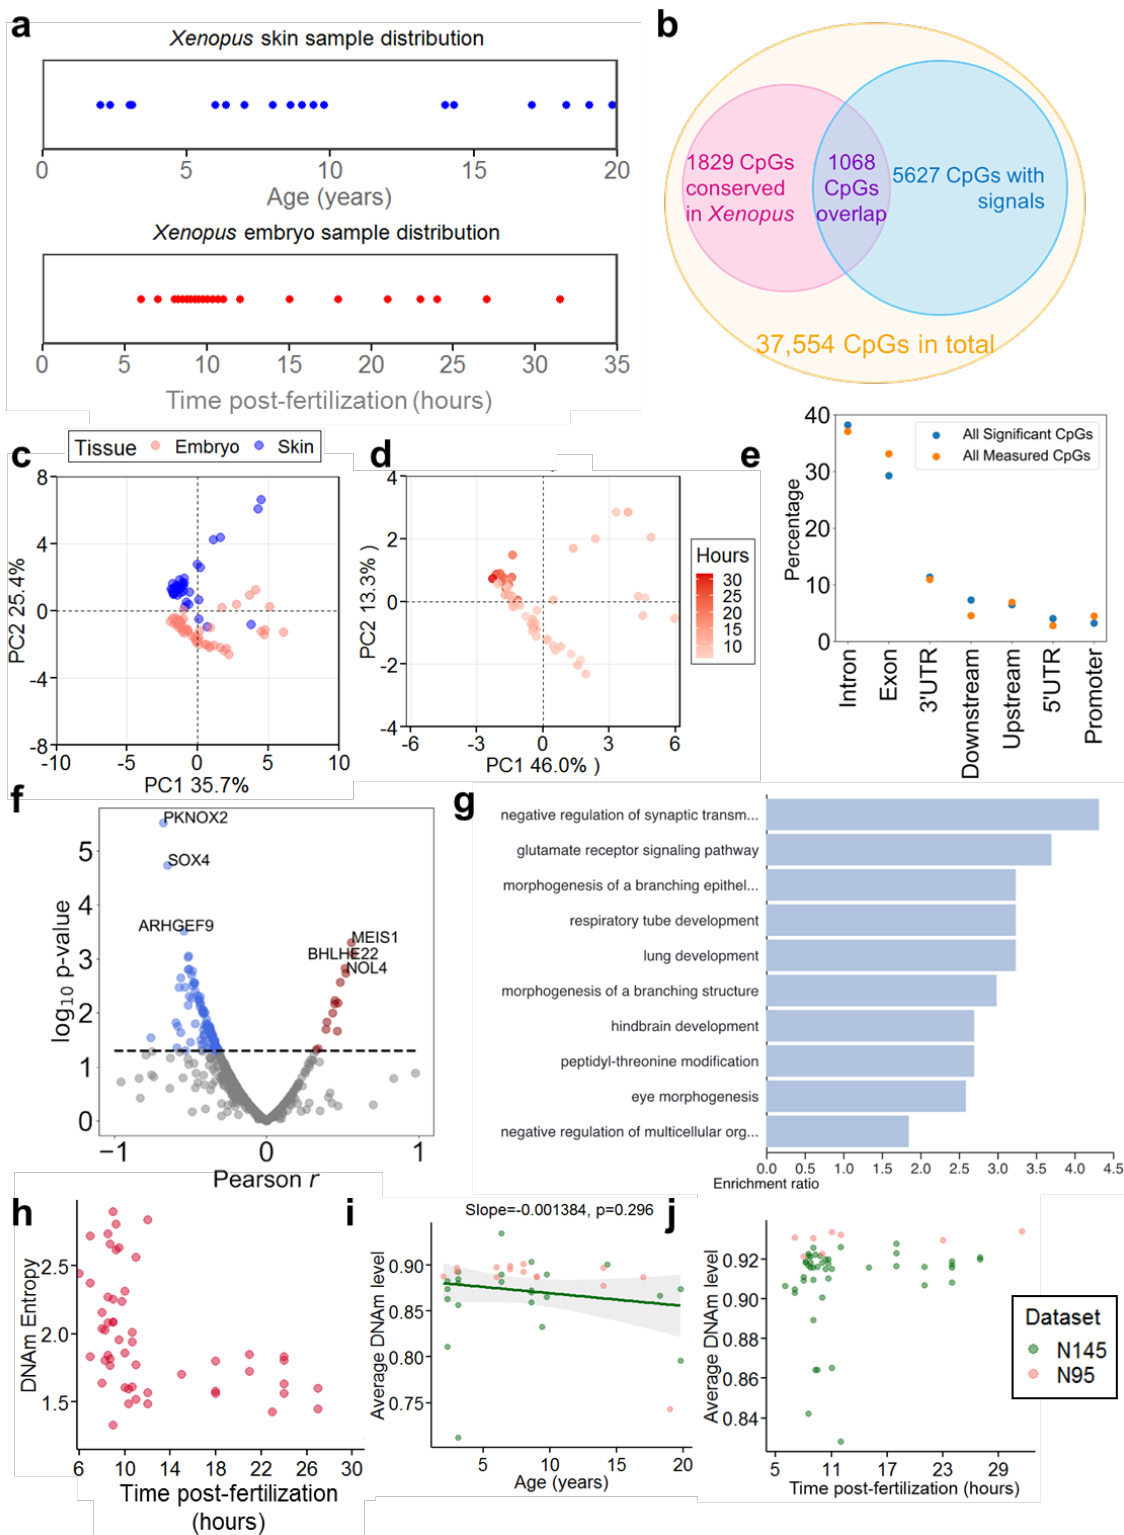 a
Xenopus skin sample distribution
0 5 10 15 20
Age (years)
Xenopus embryo sample distribution
0 5 10 15 20 25 30 35
Time post-fertilization (hours)
b
1829 CpGs
conserved
in Xenopus
1068
CpGs
overlap
5627 CpGs with
signals
37,554 CpGs in total
c
Tissue Embryo Skin
8
4
0
-4
-8
PC2 25.4%
-10 -5 0 5 10
PC1 35.7%
d
4
2
0
-2
-4
PC2 13.3% )
-6 -3 0 3 6
PC1 46.0% )
Hours
30
25
20
15
10
e
40
30
20
10
0
Percentage
All Significant CpGs
All Measured CpGs
Intron
Exon
3'UTR
Downstream
Upstream
5'UTR
Promoter
f
PKNOX2
SOX4
ARHGEF9
MEIS1
BHLHE22
NOL4
5
4
3
2
1
0
log10 p-value
−1 0 1
Pearson r
g
negative regulation of synaptic transm...
glutamate receptor signaling pathway
morphogenesis of a branching epithel...
respiratory tube development
lung development
morphogenesis of a branching structure
hindbrain development
peptidyl-threonine modification
eye morphogenesis
negative regulation of multicellular org...
0.0 0.5 1.0 1.5 2.0 2.5 3.0 3.5 4.0 4.5
Enrichment ratio
h
2.5
2.0
1.5
DNAm Entropy
6 10 14 18 22 26 30
Time post-fertilization
(hours)
i
Slope=-0.001384, p=0.296
0.90
0.85
0.80
0.75
Average DNAm level
5 10 15 20
Age (years)
j
0.92
0.90
0.88
0.86
0.84
Average DNAm level
5 11 17 23 29
Time post-fertilization (hours)
Dataset
N145
N95